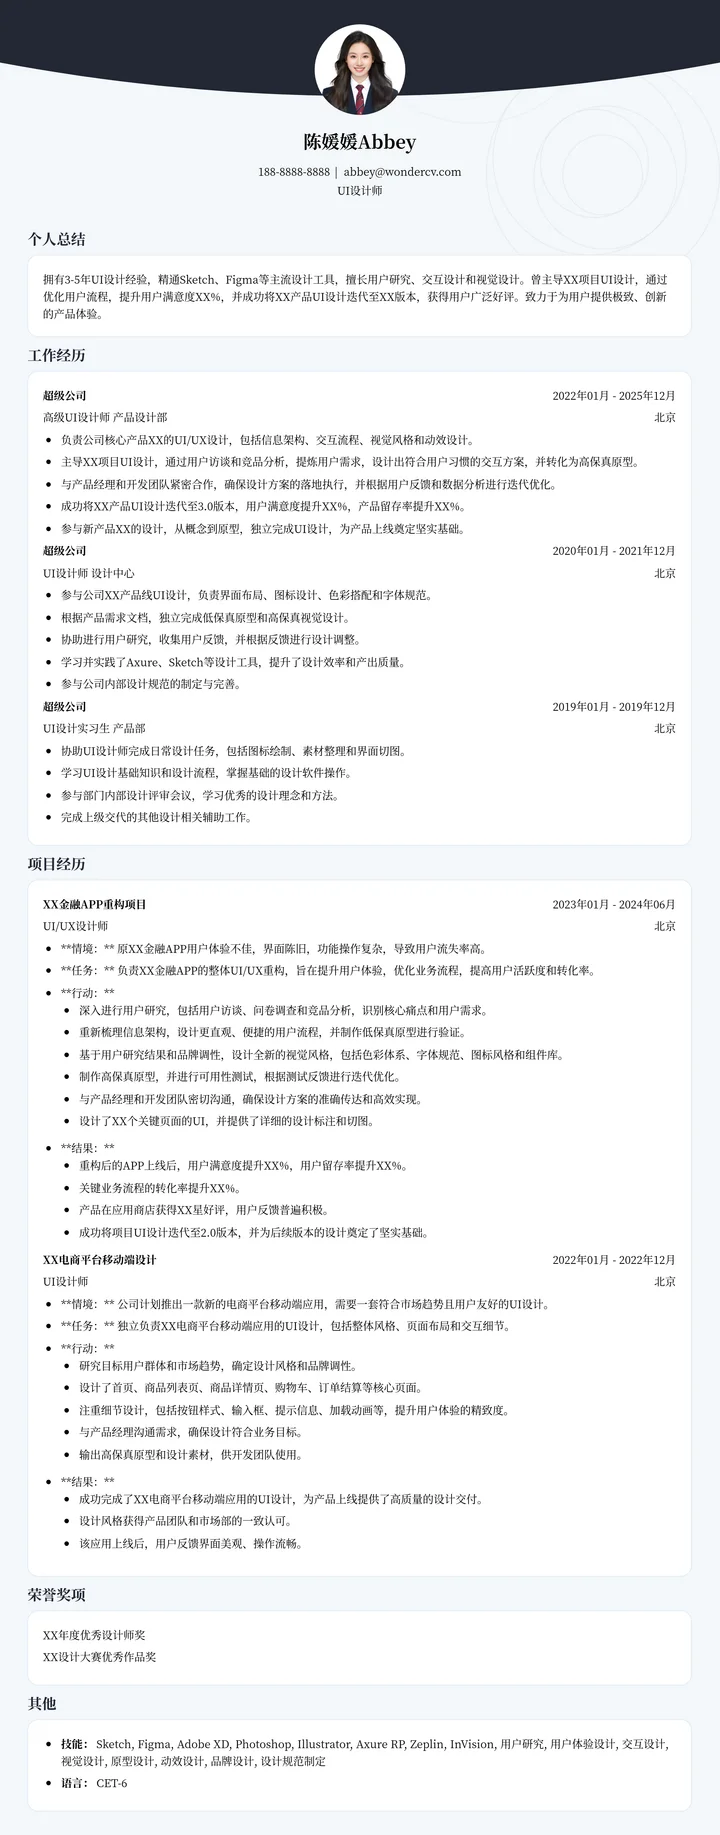 陈媛媛Abbey
188-8888-8888 | abbey@wondercv.com
UI设计师
个人总结
拥有3-5年UI设计经验，精通Sketch、Figma等主流设计工具，擅长用户研究、交互设计和视觉设计。曾主导XX项目UI设计，通过
优化用户流程，提升用户满意度XX%，并成功将XX产品UI设计迭代至XX版本，获得用户广泛好评。致力于为用户提供极致、创新
的产品体验。
工作经历
超级公司 2022年01月 - 2025年12月
高级UI设计师 产品设计部 北京
• 负责公司核心产品XX的UI/UX设计，包括信息架构、交互流程、视觉风格和动效设计。
• 主导XX项目UI设计，通过用户访谈和竞品分析，提炼用户需求，设计出符合用户习惯的交互方案，并转化为高保真原型。
• 与产品经理和开发团队紧密合作，确保设计方案的落地执行，并根据用户反馈和数据分析进行迭代优化。
• 成功将XX产品UI设计迭代至3.0版本，用户满意度提升XX%，产品留存率提升XX%。
• 参与新产品XX的设计，从概念到原型，独立完成UI设计，为产品上线奠定坚实基础。
超级公司 2020年01月 - 2021年12月
UI设计师 设计中心 北京
• 参与公司XX产品线UI设计，负责界面布局、图标设计、色彩搭配和字体规范。
• 根据产品需求文档，独立完成低保真原型和高保真视觉设计。
• 协助进行用户研究，收集用户反馈，并根据反馈进行设计调整。
• 学习并实践了Axure、Sketch等设计工具，提升了设计效率和产出质量。
• 参与公司内部设计规范的制定与完善。
超级公司 2019年01月 - 2019年12月
UI设计实习生 产品部 北京
• 协助UI设计师完成日常设计任务，包括图标绘制、素材整理和界面切图。
• 学习UI设计基础知识和设计流程，掌握基础的设计软件操作。
• 参与部门内部设计评审会议，学习优秀的设计理念和方法。
• 完成上级交代的其他设计相关辅助工作。
项目经历
XX金融APP重构项目 2023年01月 - 2024年06月
UI/UX设计师 北京
• **情境：** 原XX金融APP用户体验不佳，界面陈旧，功能操作复杂，导致用户流失率高。
• **任务：** 负责XX金融APP的整体UI/UX重构，旨在提升用户体验，优化业务流程，提高用户活跃度和转化率。
• **行动：**
• 深入进行用户研究，包括用户访谈、问卷调查和竞品分析，识别核心痛点和用户需求。
• 重新梳理信息架构，设计更直观、便捷的用户流程，并制作低保真原型进行验证。
• 基于用户研究结果和品牌调性，设计全新的视觉风格，包括色彩体系、字体规范、图标风格和组件库。
• 制作高保真原型，并进行可用性测试，根据测试反馈进行迭代优化。
• 与产品经理和开发团队密切沟通，确保设计方案的准确传达和高效实现。
• 设计了XX个关键页面的UI，并提供了详细的设计标注和切图。
• **结果：**
• 重构后的APP上线后，用户满意度提升XX%，用户留存率提升XX%。
• 关键业务流程的转化率提升XX%。
• 产品在应用商店获得XX星好评，用户反馈普遍积极。
• 成功将项目UI设计迭代至2.0版本，并为后续版本的设计奠定了坚实基础。
XX电商平台移动端设计 2022年01月 - 2022年12月
UI设计师 北京
• **情境：** 公司计划推出一款新的电商平台移动端应用，需要一套符合市场趋势且用户友好的UI设计。
• **任务：** 独立负责XX电商平台移动端应用的UI设计，包括整体风格、页面布局和交互细节。
• **行动：**
• 研究目标用户群体和市场趋势，确定设计风格和品牌调性。
• 设计了首页、商品列表页、商品详情页、购物车、订单结算等核心页面。
• 注重细节设计，包括按钮样式、输入框、提示信息、加载动画等，提升用户体验的精致度。
• 与产品经理沟通需求，确保设计符合业务目标。
• 输出高保真原型和设计素材，供开发团队使用。
• **结果：**
• 成功完成了XX电商平台移动端应用的UI设计，为产品上线提供了高质量的设计交付。
• 设计风格获得产品团队和市场部的一致认可。
• 该应用上线后，用户反馈界面美观、操作流畅。
荣誉奖项
XX年度优秀设计师奖
XX设计大赛优秀作品奖
其他
• 技能： Sketch, Figma, Adobe XD, Photoshop, Illustrator, Axure RP, Zeplin, InVision, 用户研究, 用户体验设计, 交互设计,
视觉设计, 原型设计, 动效设计, 品牌设计, 设计规范制定
• 语言： CET-6